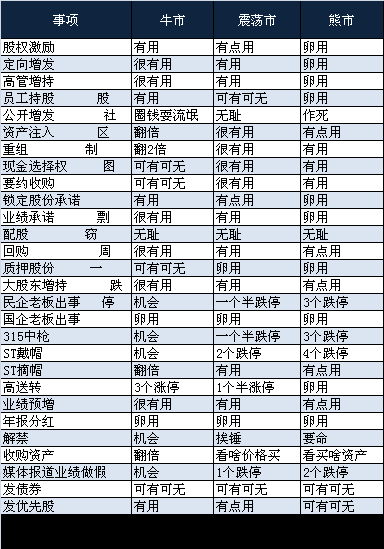 事项 牛市 震荡市 熊市
股权激励 有用 有点用 卵用
定向增发 很有用 有用 卵用
高管增持 很有用 有用 有用
员工持股 股 有用 可有可无 卵用
公开增发 社 圈钱耍流氓 无耻 作死
资产注入 区 翻倍 很有用 有点用
重组 制 翻2倍 很有用 有用
现金选择权 图 可有可无 很有用 有用
要约收购 可有可无 很有用 有用
锁定股份承诺 有用 有点用 卵用
业绩承诺 剽 很有用 有用 卵用
配股 窃 无耻 无耻 无耻
回购 周 很有用 有用 有点用
质押股份 一 可有可无 卵用 卵用
大股东增持 跌 很有用 有用 有点用
民企老板出事 停 机会 一个半跌停 3个跌停
国企老板出事 卵用 卵用 卵用
315中枪 机会 一个半跌停 3个跌停
ST戴帽 机会 2个跌停 4个跌停
ST摘帽 翻倍 有用 有点用
高送转 3个涨停 1个半涨停 卵用
业绩预增 很有用 有用 有点用
年报分红 卵用 卵用 卵用
解禁 机会 挨锤 要命
收购资产 翻倍 看啥价格买 看买啥资产
媒体报道业绩做假 机会 1个跌停 2个跌停
发债券 可有可无 可有可无 可有可无
发优先股 有用 有点用 可有可无